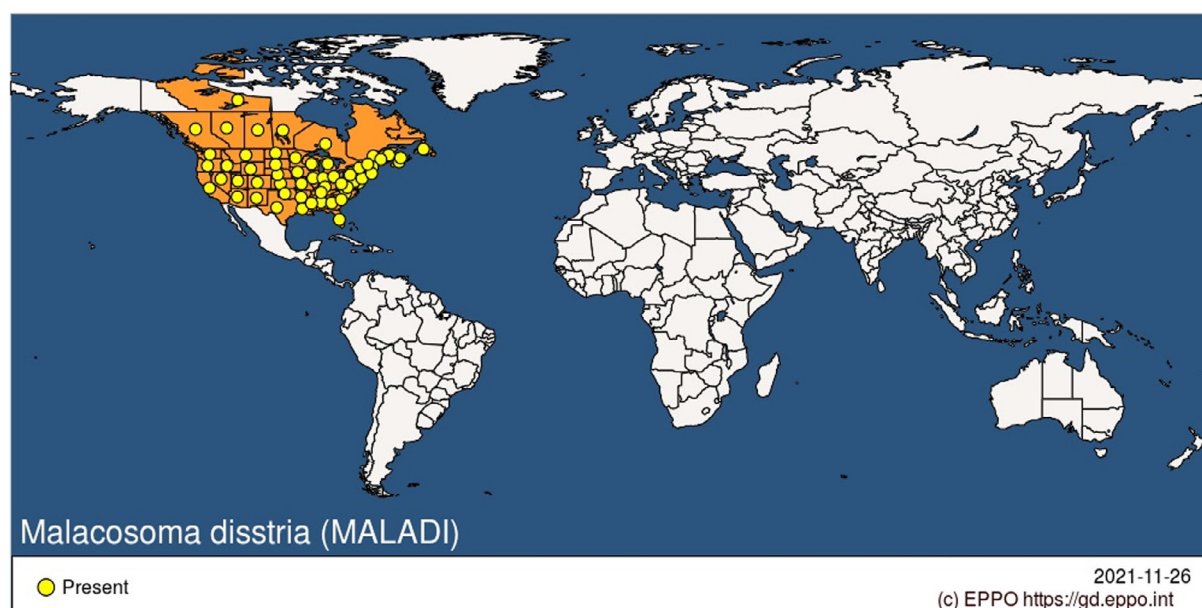 Malacosoma disstria (MALADI)
Present
2021-11-26
(c) EPPO https://gd.eppo.int